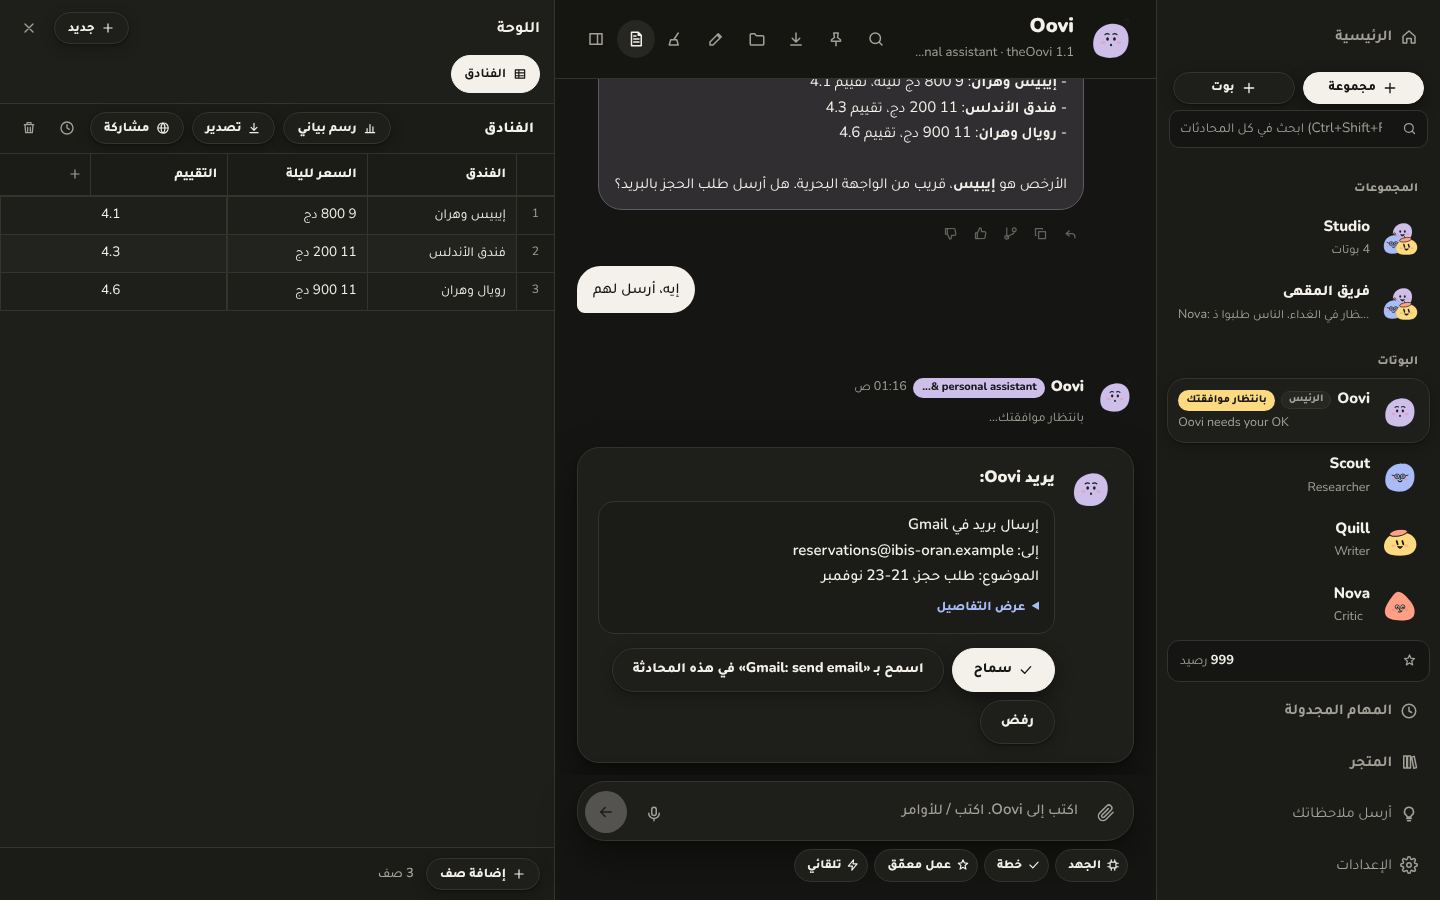 الرئيسية
+ مجموعة
+ بوت
ابحث في كل المحادثات (Ctrl+Shift+F
المجموعات
Studio
4 بوتات
فريق المقهى
Nova: ظار في الغداء. الناس طلبوا ذ...
البوتات
Oovi الرئيس بانتظار موافقتك
Oovi needs your OK
Scout
Researcher
Quill
Writer
Nova
Critic
999 رصيد
المهام المجدولة
المتجر
أرسل ملاحظاتك
الإعدادات
Oovi
...nal assistant · theOovi 1.1
- إيبيس وهران: 9 800 دج لليلة، تقييم 4.1
- فندق الأندلس: 11 200 دج، تقييم 4.3
- رويال وهران: 11 900 دج، تقييم 4.6
الأرخص هو إيبيس، قريب من الواجهة البحرية. هل أرسل طلب الحجز بالبريد؟
إيه، أرسل لهم
Oovi ...& personal assistant 01:16 ص
بانتظار موافقتك...
يريد Oovi:
إرسال بريد في Gmail
إلى: reservations@ibis-oran.example
الموضوع: طلب حجز، 21-23 نوفمبر
عرض التفاصيل
سماح
اسمح بـ «Gmail: send email» في هذه المحادثة
رفض
اكتب إلى Oovi. اكتب / للأوامر
الجهد
خطة
عمل معمّق
تلقائي
اللوحة
+ جديد
الفنادق
الفنادق
رسم بياني
تصدير
مشاركة
الفندق السعر لليلة التقييم +
1 إيبيس وهران 9 800 دج 4.1
2 فندق الأندلس 11 200 دج 4.3
3 رويال وهران 11 900 دج 4.6
+ إضافة صف
3 صف